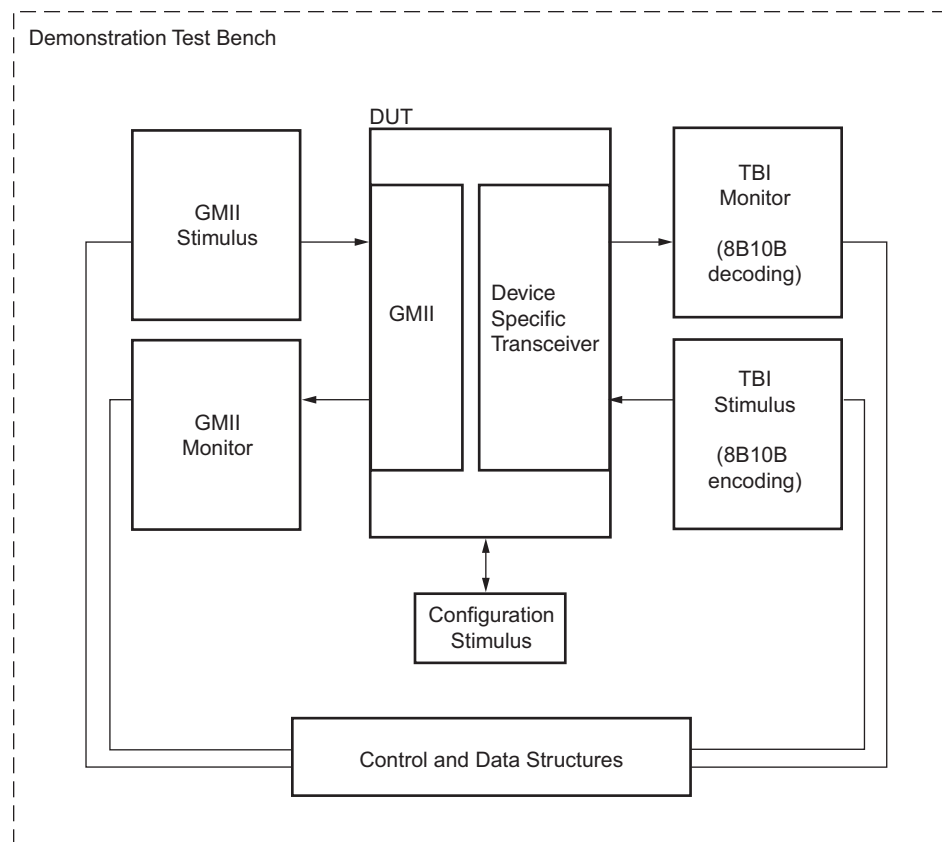 Demonstration Test Bench
DUT
GMII
Stimulus
GMII
Monitor
GMII
Device
Specific
Transceiver
TBI
Monitor
(8B10B
decoding)
TBI
Stimulus
(8B10B
encoding)
Configuration
Stimulus
Control and Data Structures